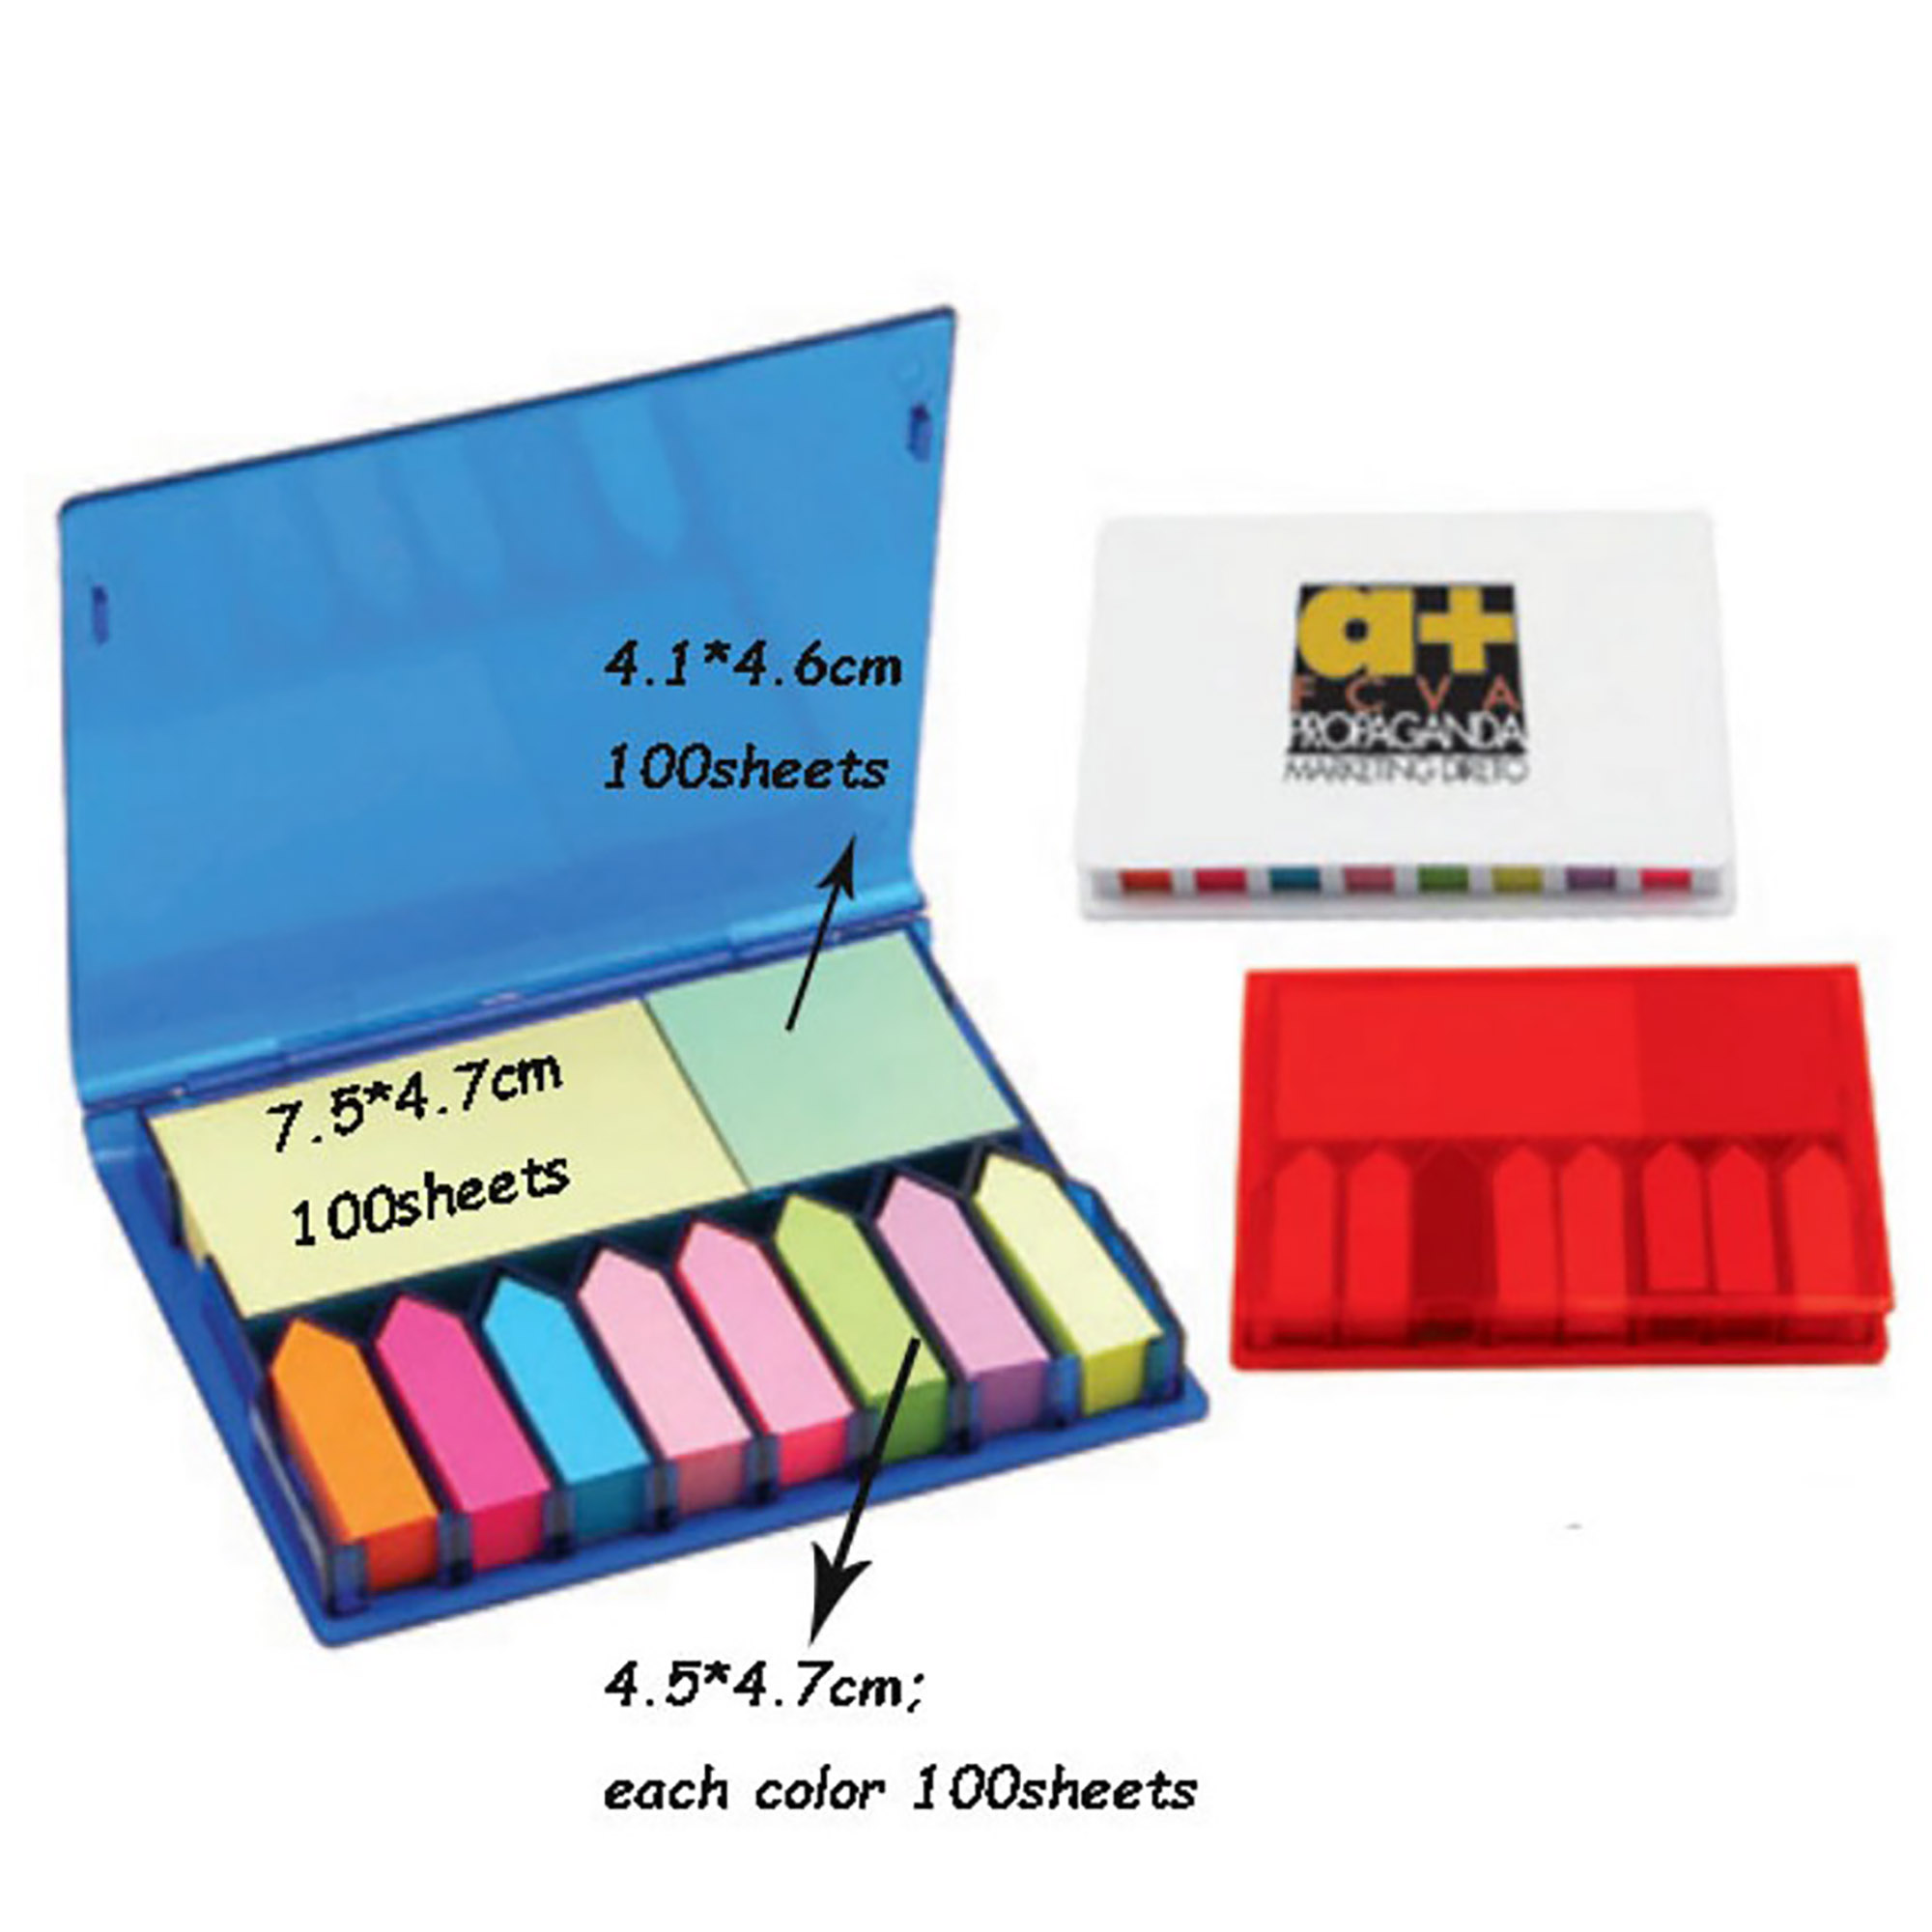 4.1*4.6cm
100sheets
7.5*4.7cm
100sheets
4.5*4.7cm;
each color 100sheets
a+
FCVA
PROPAGANDA
MARKETING DIRETO